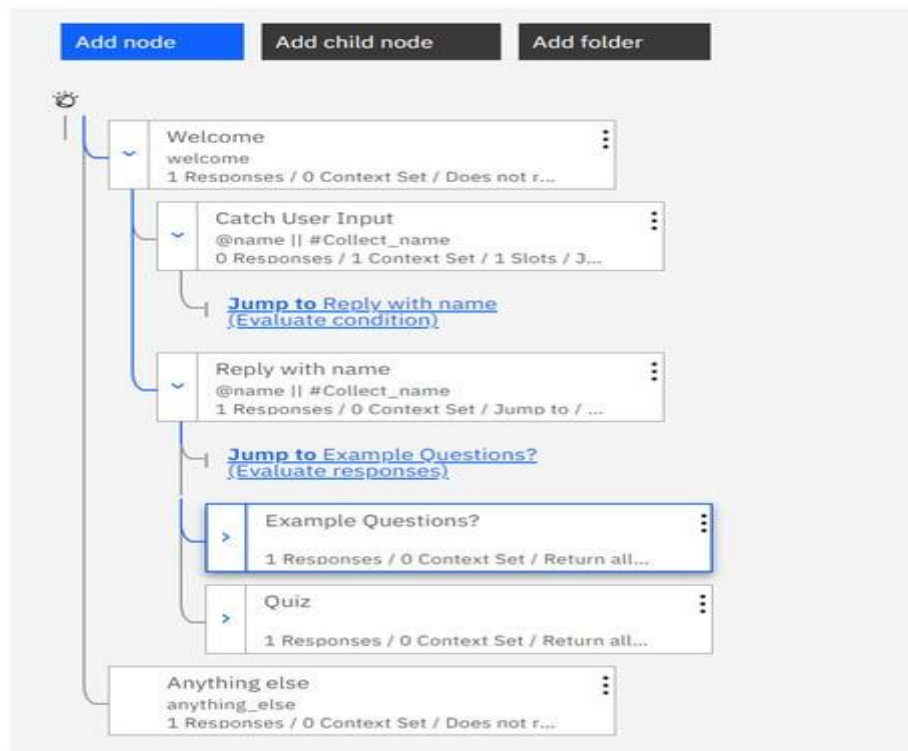 Add node Add child node Add folder
Welcome
welcome
1 Responses / 0 Context Set / Does not r...
Catch User Input
@name || #Collect_name
0 Responses / 1 Context Set / 1 Slots / J...
Jump to Reply with name
(Evaluate condition)
Reply with name
@name || #Collect_name
1 Responses / 0 Context Set / Jump to / ...
Jump to Example Questions?
(Evaluate responses)
Example Questions?
1 Responses / 0 Context Set / Return all...
Quiz
1 Responses / 0 Context Set / Return all...
Anything else
anything_else
1 Responses / 0 Context Set / Does not r...